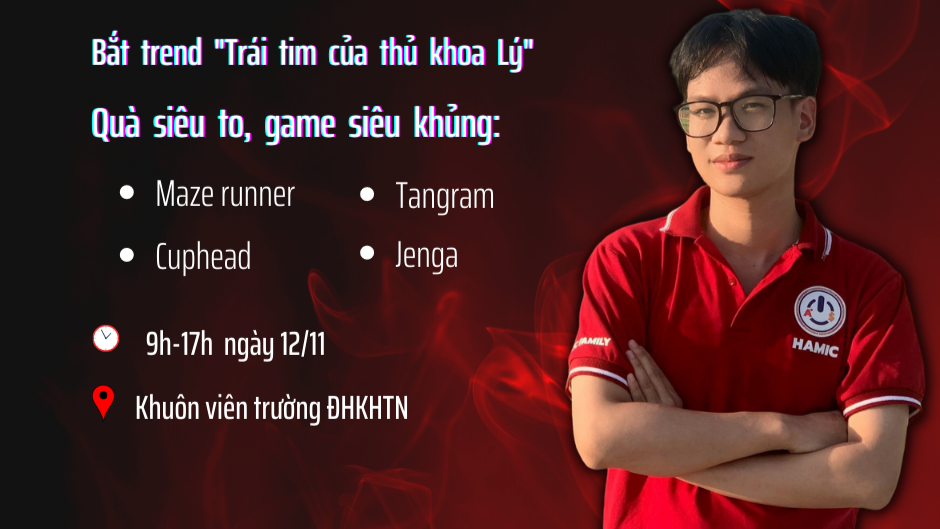 Bắt trend "Trái tim của thủ khoa Lý"
Quà siêu to, game siêu khủng:
Maze runner
Tangram
Cuphead
Jenga
9h-17h ngày 12/11
Khuôn viên trường ĐHKHTN
FAMILY
HAMIC